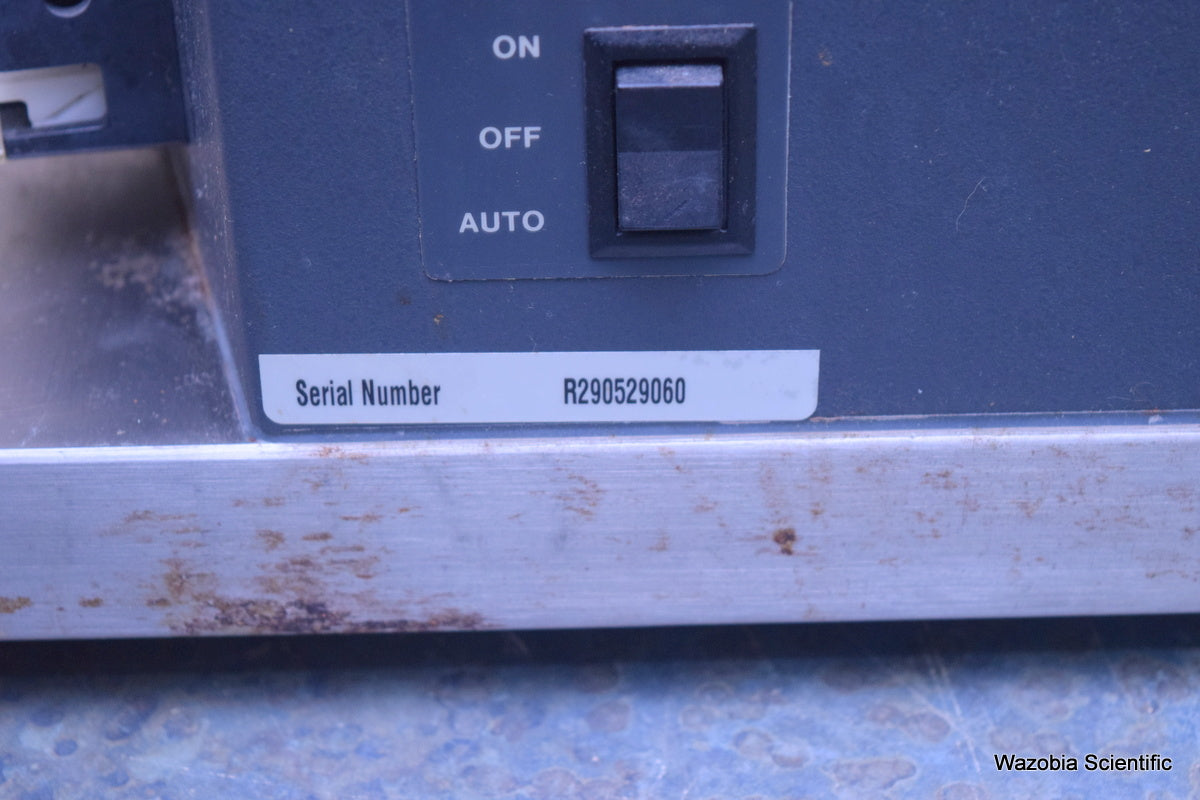 ON
OFF
AUTO
Serial Number R290529060
Wazobia Scientific